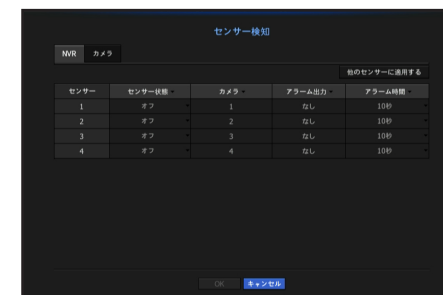 センサー検知
NVR カメラ
他のセンサーに適用する
センサー センサー状態 カメラ アラーム出力 アラーム時間
1 オフ 1 なし 10秒
2 オフ 2 なし 10秒
3 オフ 3 なし 10秒
4 オフ 4 なし 10秒
OK キャンセル